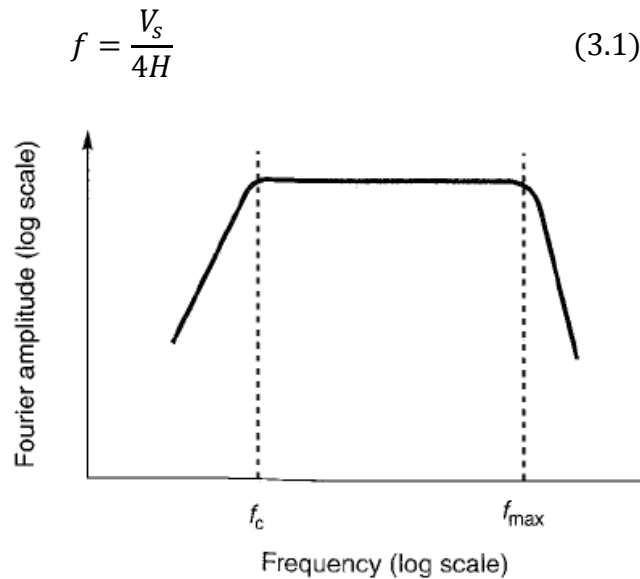 f = V_s / 4H (3.1)
Fourier amplitude (log scale)
f_c f_max
Frequency (log scale)